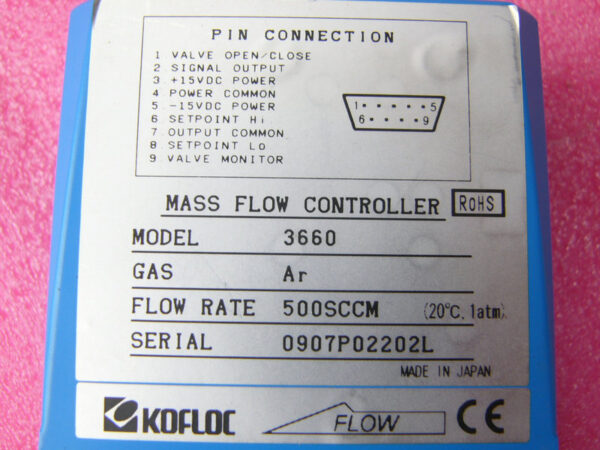 PIN CONNECTION
1 VALVE OPEN/CLOSE
2 SIGNAL OUTPUT
3 +15VDC POWER
4 POWER COMMON
5 -15VDC POWER
6 SETPOINT Hi
7 OUTPUT COMMON
8 SETPOINT Lo
9 VALVE MONITOR
1 5
6 9
MASS FLOW CONTROLLER RoHS
MODEL 3660
GAS Ar
FLOW RATE 500SCCM (20℃, 1atm)
SERIAL 0907P02202L
MADE IN JAPAN
KOFLOC FLOW CE